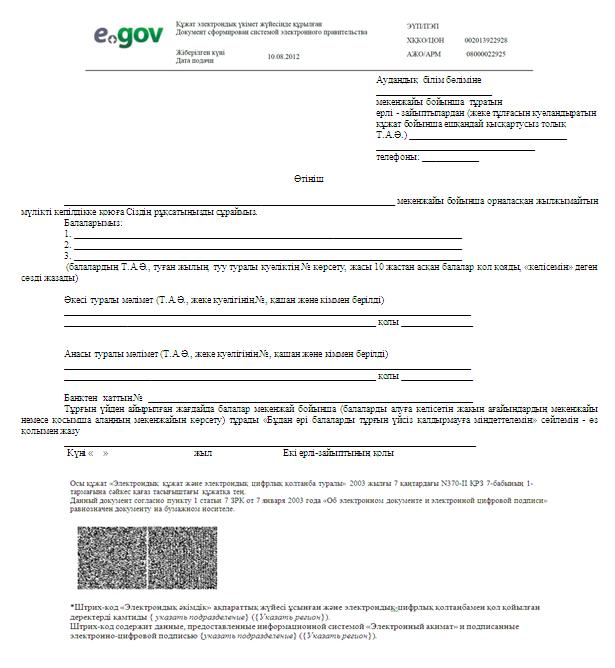 e.gov
Құжат электрондық үкімет жүйесінде құрылған
Документ сформирован системой электронного правительства
Жіберілген күні
Дата подачи
10.08.2012
ЭҮП/ПЭП
ХҚКО/ЦОН 002013922928
АЖО/АРМ 08000022925
Аудандық білім бөліміне
мекенжайы бойынша тұратын
ерлі - зайыптылардан (жеке тұлғасын куәландыратын
құжат бойынша ешқандай қысқартусыз толық
Т.А.Ә.)
телефоны:
Өтініш
мекенжайы бойынша орналасқан жылжымайтын
мүлікті кепілдікке қоюға Сіздің рұқсатыңызды сұраймыз.
Балаларымыз:
1.
2.
3.
(балалардың Т.А.Ә., туған жылың, туу туралы куәліктің № көрсету, жасы 10 жастан асқан балалар қол қояды, «келісемін» деген
сөзді жазады)
Әкесі туралы мәлімет (Т.А.Ә., жеке куәлігінің №, қашан және кіммен берілді)
қолы
Анасы туралы мәлімет (Т.А.Ә., жеке куәлігінің №, қашан және кіммен берілді)
қолы
Банктен хаттың №
Тұрғын үйден айырылған жағдайда балалар мекенжай бойынша (балаларды алуға келісетін жақын ағайындардың мекенжайы
немесе қосымша алаңның мекенжайын көрсету) тұрады «Бұдан әрі балаларды тұрғын үйсіз қалдырмауға міндеттелемін» сөйлемін - өз
қолымен жазу
Күні « » жыл Екі ерлі-зайыптының қолы
Осы құжат «Электрондық құжат және электрондық цифрлық қолтаңба туралы» 2003 жылғы 7 қаңтардағы N370-II ҚРЗ 7-бабының 1-
тармағына сәйкес қағаз тасығыштағы құжатқа тең.
Данный документ согласно пункту 1 статьи 7 ЗРК от 7 января 2003 года «Об электронном документе и электронной цифровой подписи»
равнозначен документу на бумажном носителе.
*Штрих-код «Электрондық әкімдік» ақпараттық жүйесі ұсынған және электрондық-цифрлық қолтаңбамен қол қойылған
деректерді қамтиды { указать подразделение} ({Указать регион}).
Штрих-код содержит данные, предоставленные информационной системой «Электронный акимат» и подписанные
электронно-цифровой подписью {указать подразделение} ({Указать регион}).